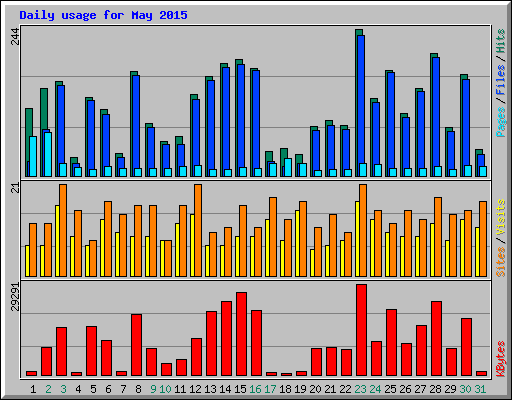 Daily usage for May 2015
244
Pages / Files / Hits
21
Sites / Visits
29291
KBytes
1 2 3 4 5 6 7 8 9 10 11 12 13 14 15 16 17 18 19 20 21 22 23 24 25 26 27 28 29 30 31